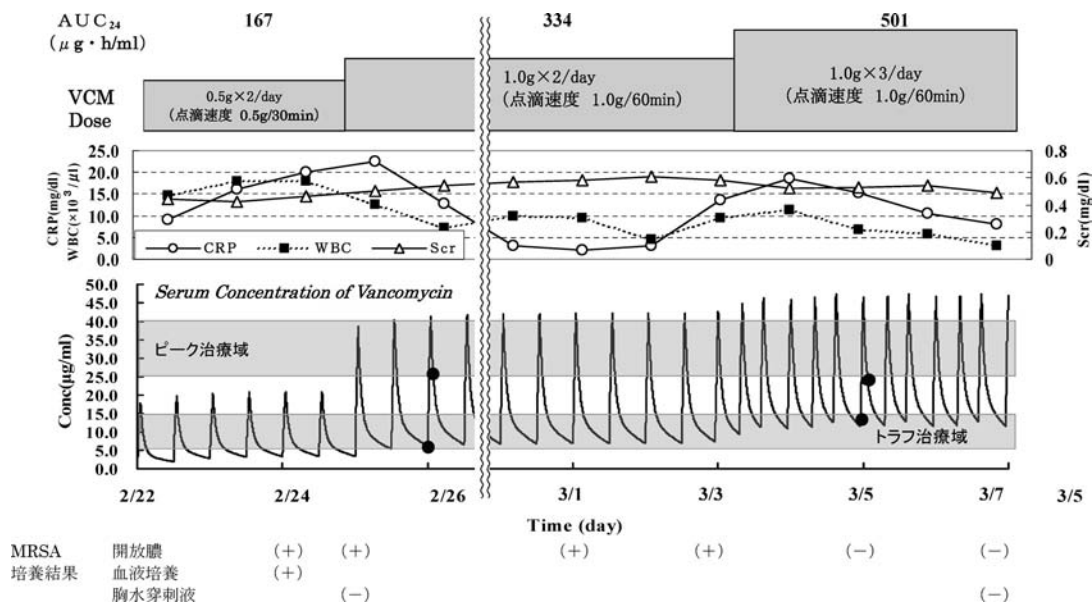 AUC₂₄ 167 334 501
(μg・h/ml)
VCM
Dose
0.5g×2/day
(点滴速度 0.5g/30min)
1.0g×2/day
(点滴速度 1.0g/60min)
1.0g×3/day
(点滴速度 1.0g/60min)
CRP(mg/dl)
WBC(×10³/μl)
25.0
20.0
15.0
10.0
5.0
0.0
CRP WBC Scr
0.8
0.6
0.4
0.2
0
Scr(mg/dl)
Serum Concentration of Vancomycin
Conc(μg/ml)
50.0
45.0
40.0
35.0
30.0
25.0
20.0
15.0
10.0
5.0
0.0
ピーク治療域
トラフ治療域
2/22 2/24 2/26 3/1 3/3 3/5 3/7 3/5
Time (day)
MRSA 開放膿 (+) (+) (+) (+) (-) (-)
培養結果 血液培養 (+)
胸水穿刺液 (-) (-)